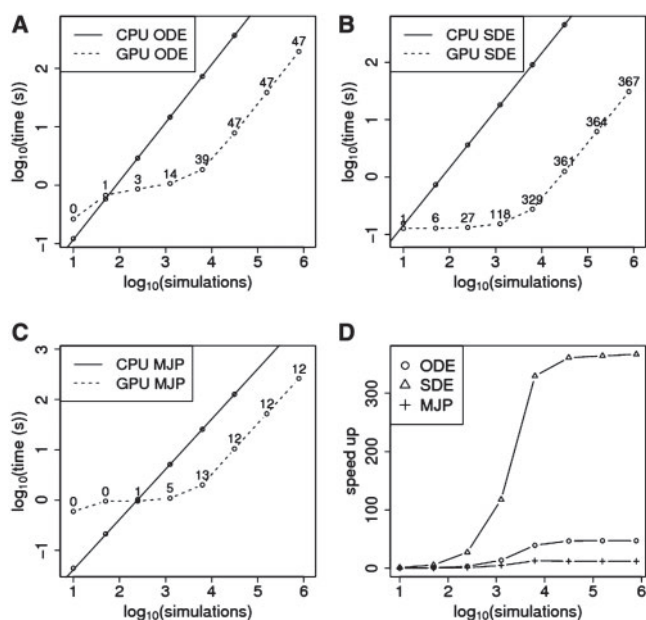 A
CPU ODE
GPU ODE
log10(time (s))
2
1
0
−1
0
1
3
14
39
47
47
47
1 2 3 4 5 6
log10(simulations)
B
CPU SDE
GPU SDE
log10(time (s))
2
1
0
−1
1
6
27
118
329
361
364
367
1 2 3 4 5 6
log10(simulations)
C
CPU MJP
GPU MJP
log10(time (s))
3
2
1
0
−1
0
0
1
5
13
12
12
12
1 2 3 4 5 6
log10(simulations)
D
ODE
SDE
MJP
speed up
300
100
0
1 2 3 4 5 6
log10(simulations)